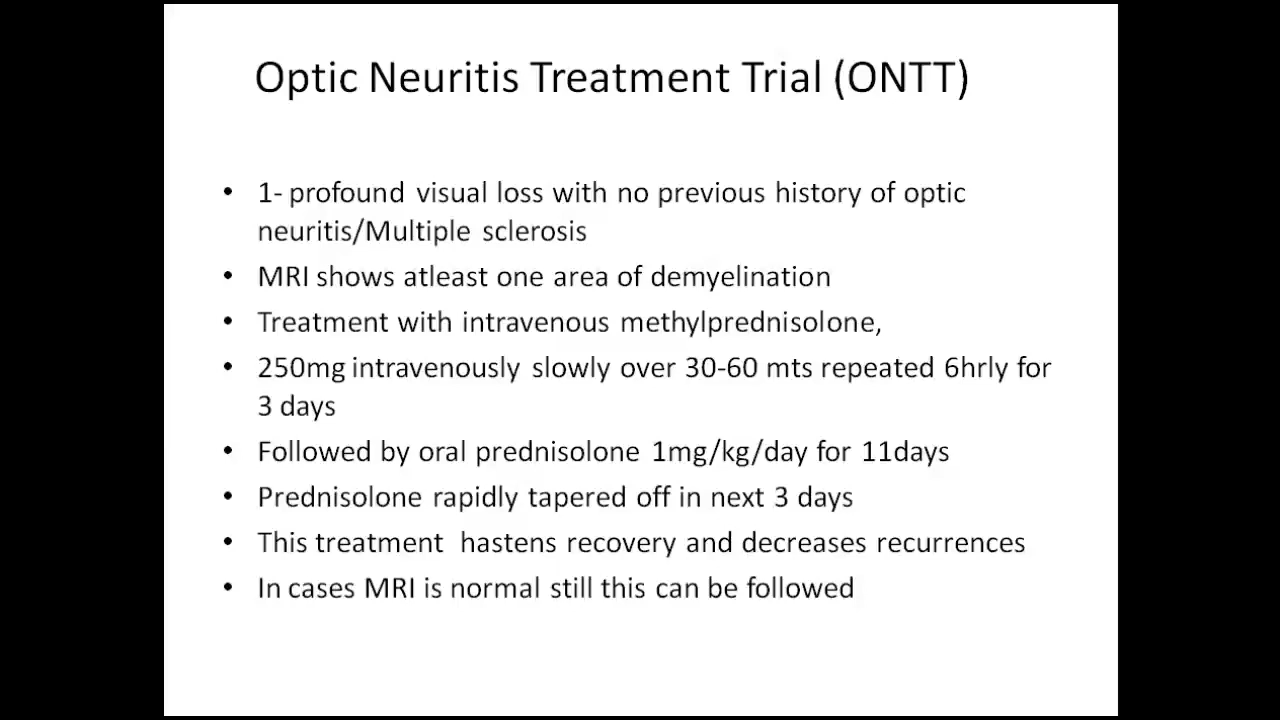 Optic Neuritis Treatment Trial (ONTT)
• 1- profound visual loss with no previous history of optic
neuritis/Multiple sclerosis
• MRI shows atleast one area of demyelination
• Treatment with intravenous methylprednisolone,
• 250mg intravenously slowly over 30-60 mts repeated 6hrly for
3 days
• Followed by oral prednisolone 1mg/kg/day for 11days
• Prednisolone rapidly tapered off in next 3 days
• This treatment hastens recovery and decreases recurrences
• In cases MRI is normal still this can be followed